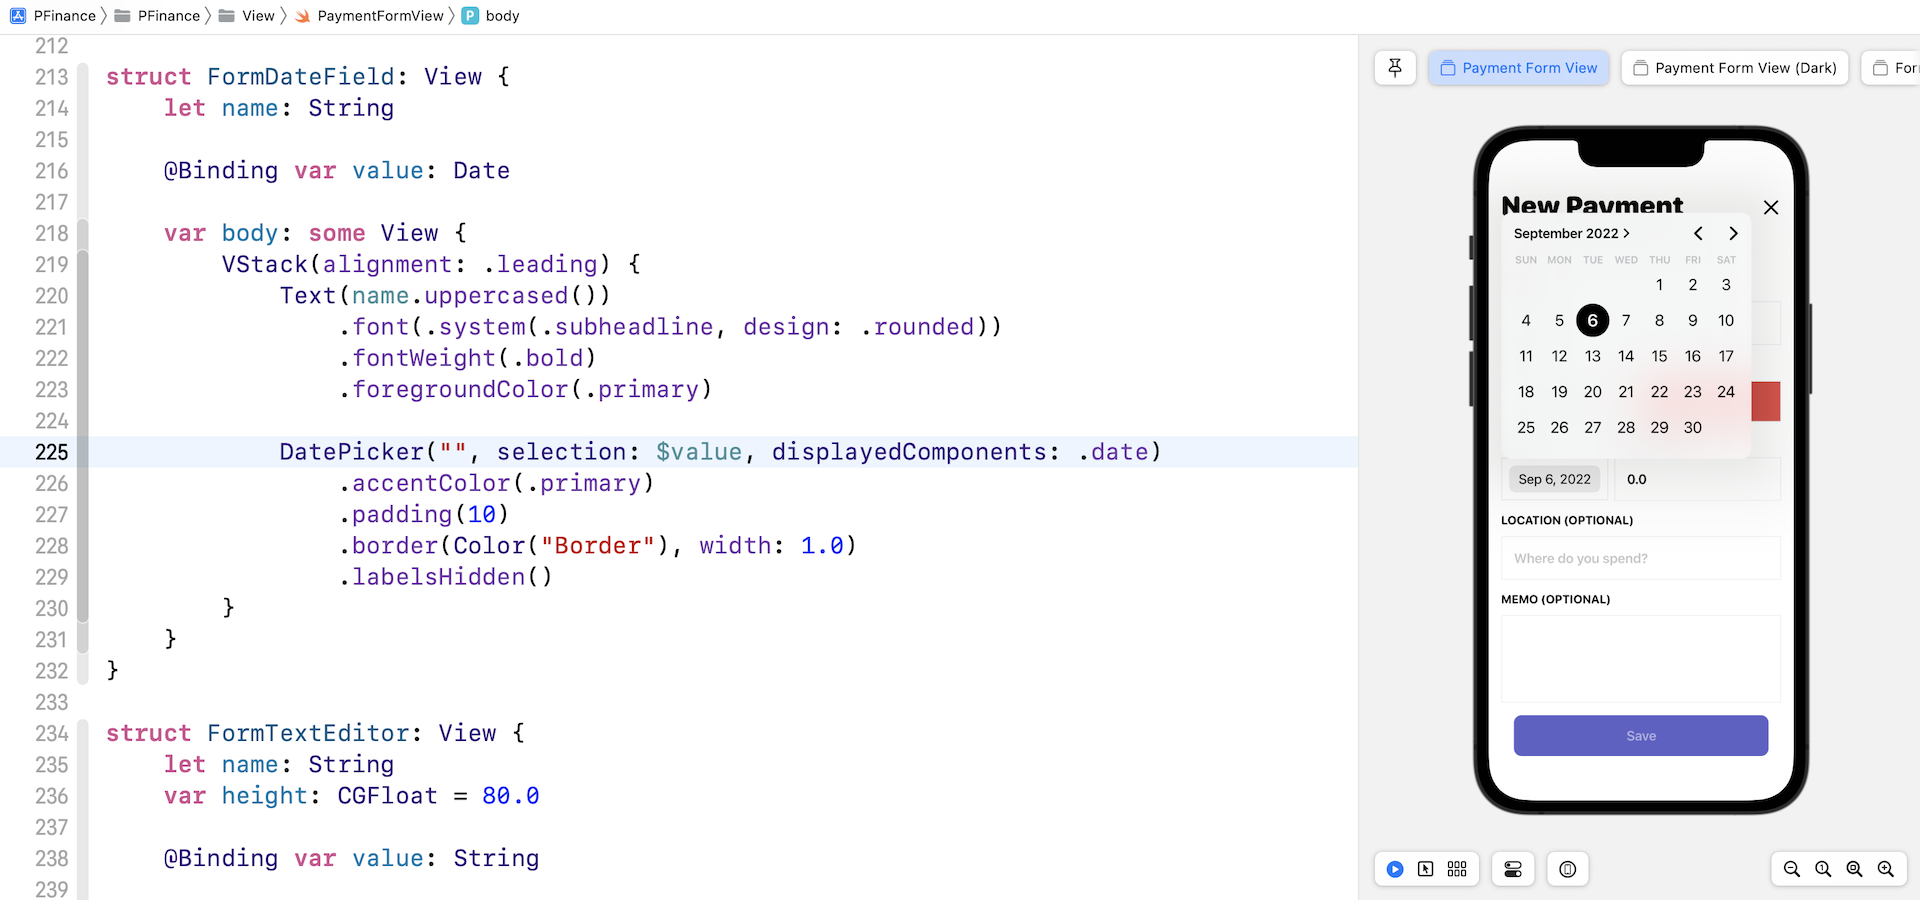 PFinance PFinance View PaymentFormView P body
212
213 struct FormDateField: View {
214 let name: String
215
216 @Binding var value: Date
217
218 var body: some View {
219 VStack(alignment: .leading) {
220 Text(name.uppercased())
221 .font(.system(.subheadline, design: .rounded))
222 .fontWeight(.bold)
223 .foregroundColor(.primary)
224
225 DatePicker("", selection: $value, displayedComponents: .date)
226 .accentColor(.primary)
227 .padding(10)
228 .border(Color("Border"), width: 1.0)
229 .labelsHidden()
230 }
231 }
232 }
233
234 struct FormTextEditor: View {
235 let name: String
236 var height: CGFloat = 80.0
237
238 @Binding var value: String
239
Payment Form View Payment Form View (Dark) For
New Payment
September 2022
SUN MON TUE WED THU FRI SAT
1 2 3
4 5 6 7 8 9 10
11 12 13 14 15 16 17
18 19 20 21 22 23 24
25 26 27 28 29 30
Sep 6, 2022 0.0
LOCATION (OPTIONAL)
Where do you spend?
MEMO (OPTIONAL)
Save